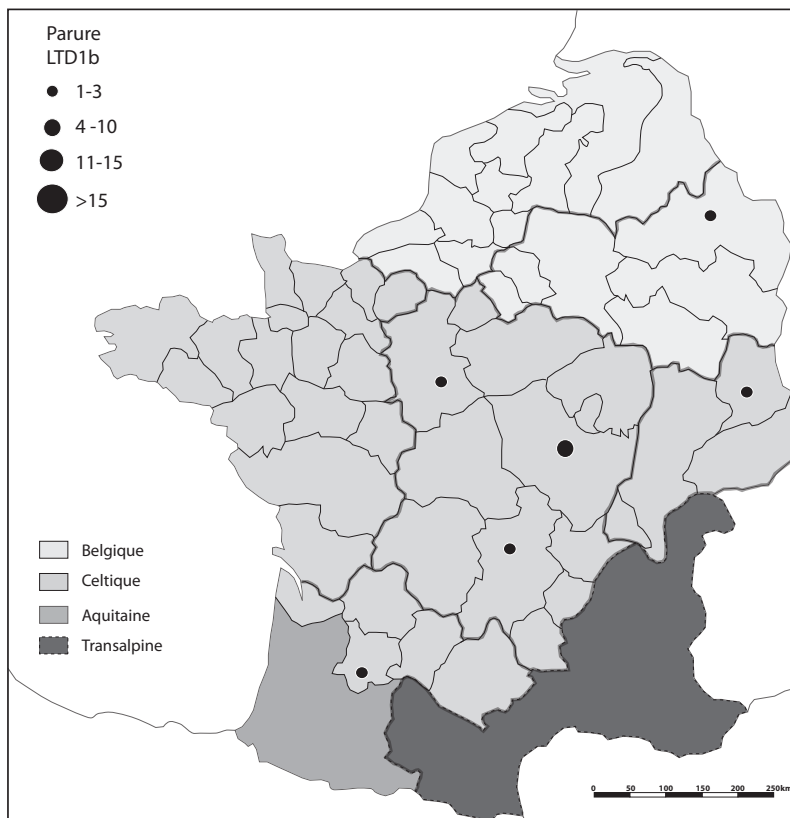 Parure
LTD1b
1-3
4 -10
11-15
>15
Belgique
Celtique
Aquitaine
Transalpine
0 50 100 150 200 250km